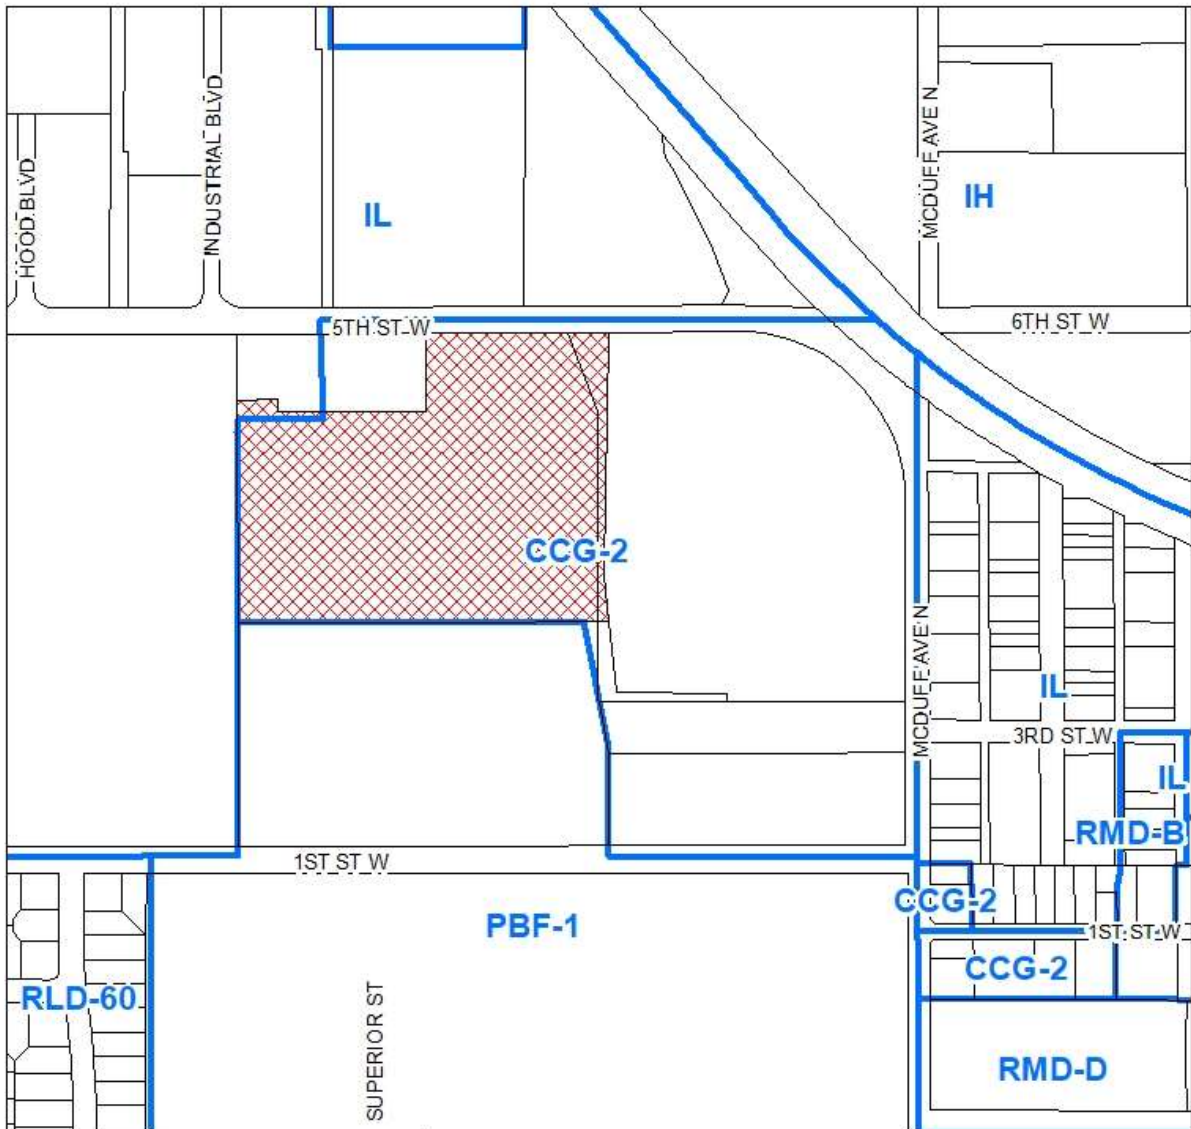 HOOD BLVD
INDUSTRIAL BLVD
IL
MCDUFF AVE N
IH
5TH ST W
6TH ST W
CCG-2
MCDUFF AVE N
IL
3RD ST W
IL
RMD-B
1ST ST W
CCG-2
PBF-1
1ST ST W
CCG-2
RLD-60
SUPERIOR ST
RMD-D